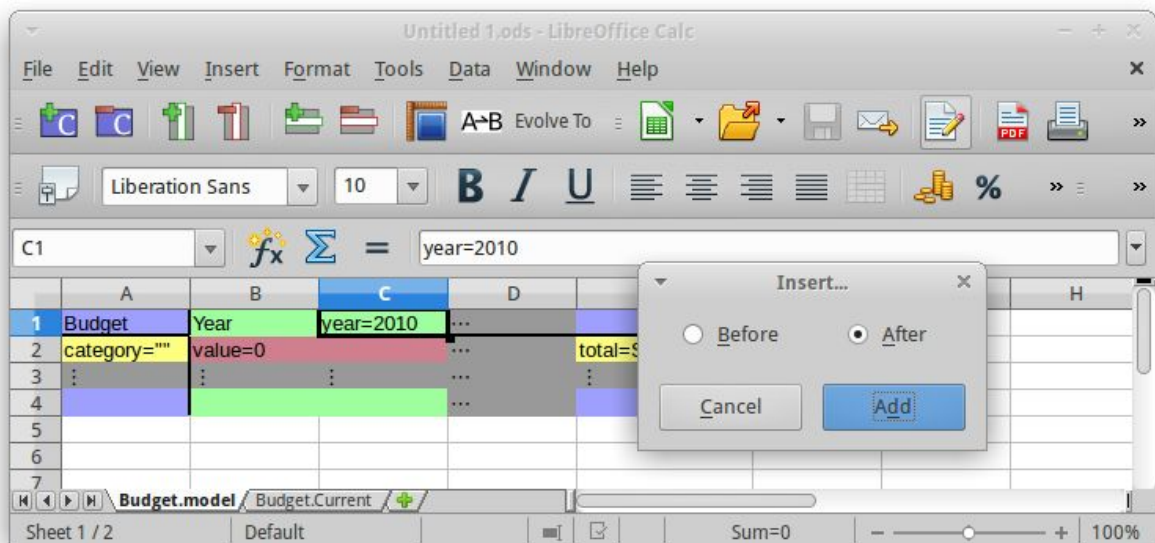 Untitled 1.ods - LibreOffice Calc
File Edit View Insert Format Tools Data Window Help
C C A→B Evolve To PDF
Liberation Sans 10 B I U %
C1 fx Σ = year=2010
Insert...
Before After
Cancel Add
A B C D H
1 Budget Year year=2010 ...
2 category="" value=0 ... total=S
3 ⋮ ⋮ ⋮ ... ⋮
4 ...
5
6
7
Budget.model Budget.Current
Sheet 1 / 2 Default Sum=0 100%